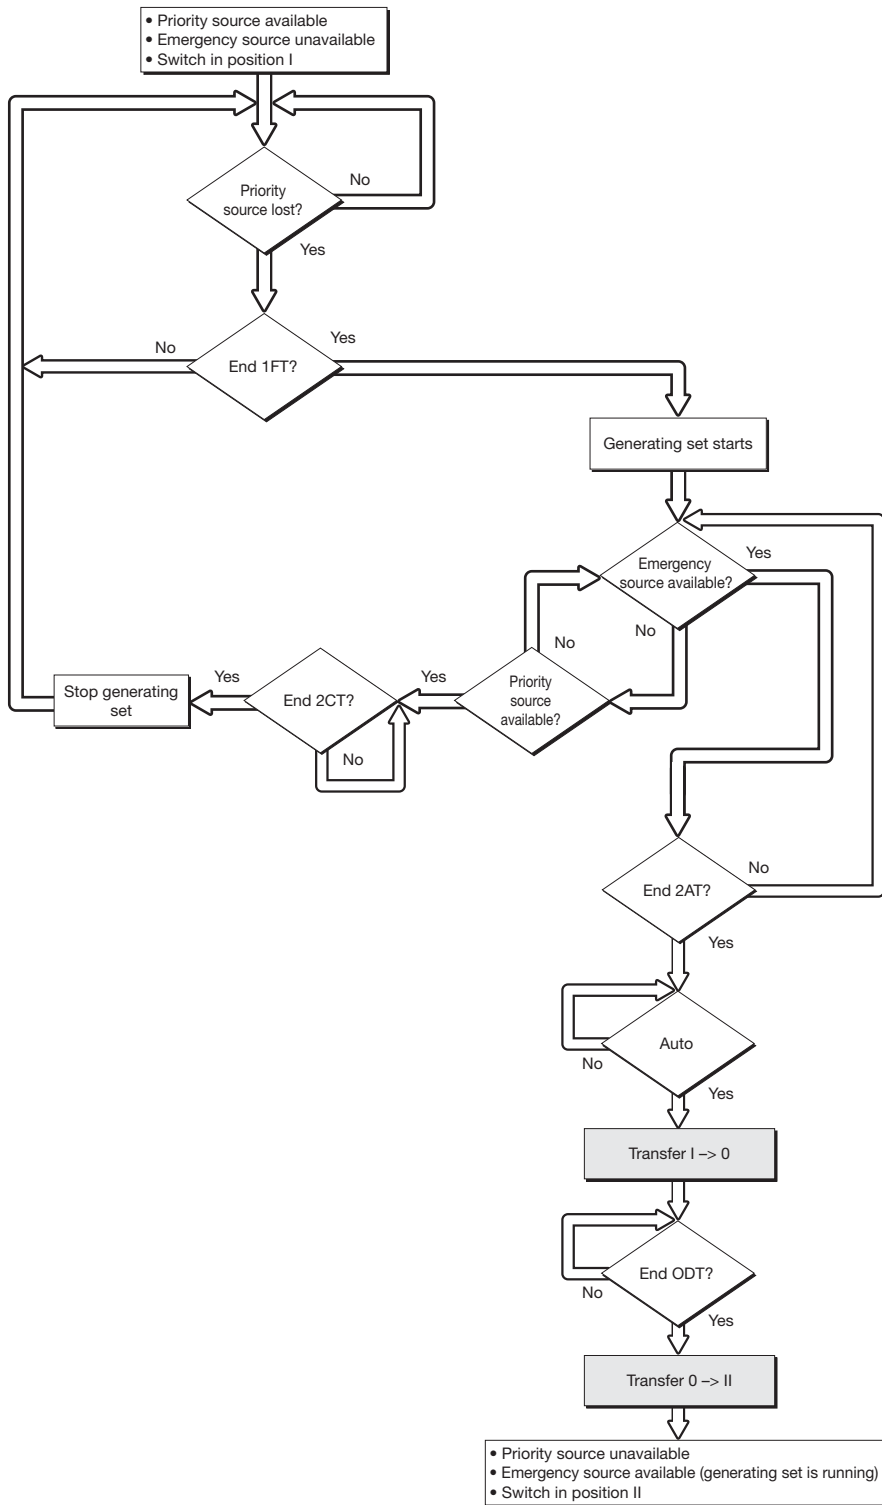 • Priority source available
• Emergency source unavailable
• Switch in position I
Priority
source lost?
No
Yes
End 1FT?
No
Yes
Generating set starts
Emergency
source available?
Yes
No
No
Priority
source
available?
Yes
End 2CT?
No
Yes
Stop generating
set
End 2AT?
No
Yes
Auto
No
Yes
Transfer I –> 0
End ODT?
No
Yes
Transfer 0 –> II
• Priority source unavailable
• Emergency source available (generating set is running)
• Switch in position II